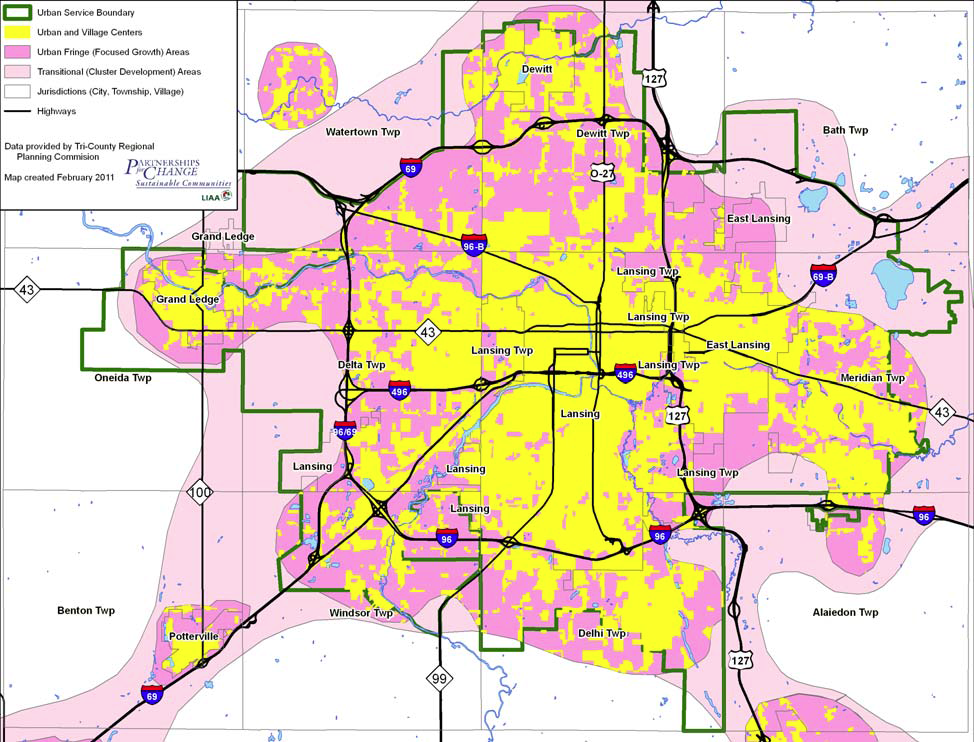 Urban Service Boundary
Urban and Village Centers
Urban Fringe (Focused Growth) Areas
Transitional (Cluster Development) Areas
Jurisdictions (City, Township, Village)
Highways
Data provided by Tri-County Regional
Planning Commision
Map created February 2011
PARTNERSHIPS
for CHANGE
Sustainable Communities
LIAA
Dewitt
127
Watertown Twp
Dewitt Twp
Bath Twp
69
O-27
East Lansing
Grand Ledge
96-B
Lansing Twp
69-B
43
Grand Ledge
Lansing Twp
43
East Lansing
Lansing Twp
Delta Twp
Lansing Twp
496
Oneida Twp
Meridian Twp
496
43
127
Lansing
96/69
Lansing
Lansing
Lansing Twp
100
Lansing
96
96
96
Benton Twp
Windsor Twp
Alaiedon Twp
Potterville
Delhi Twp
127
99
69